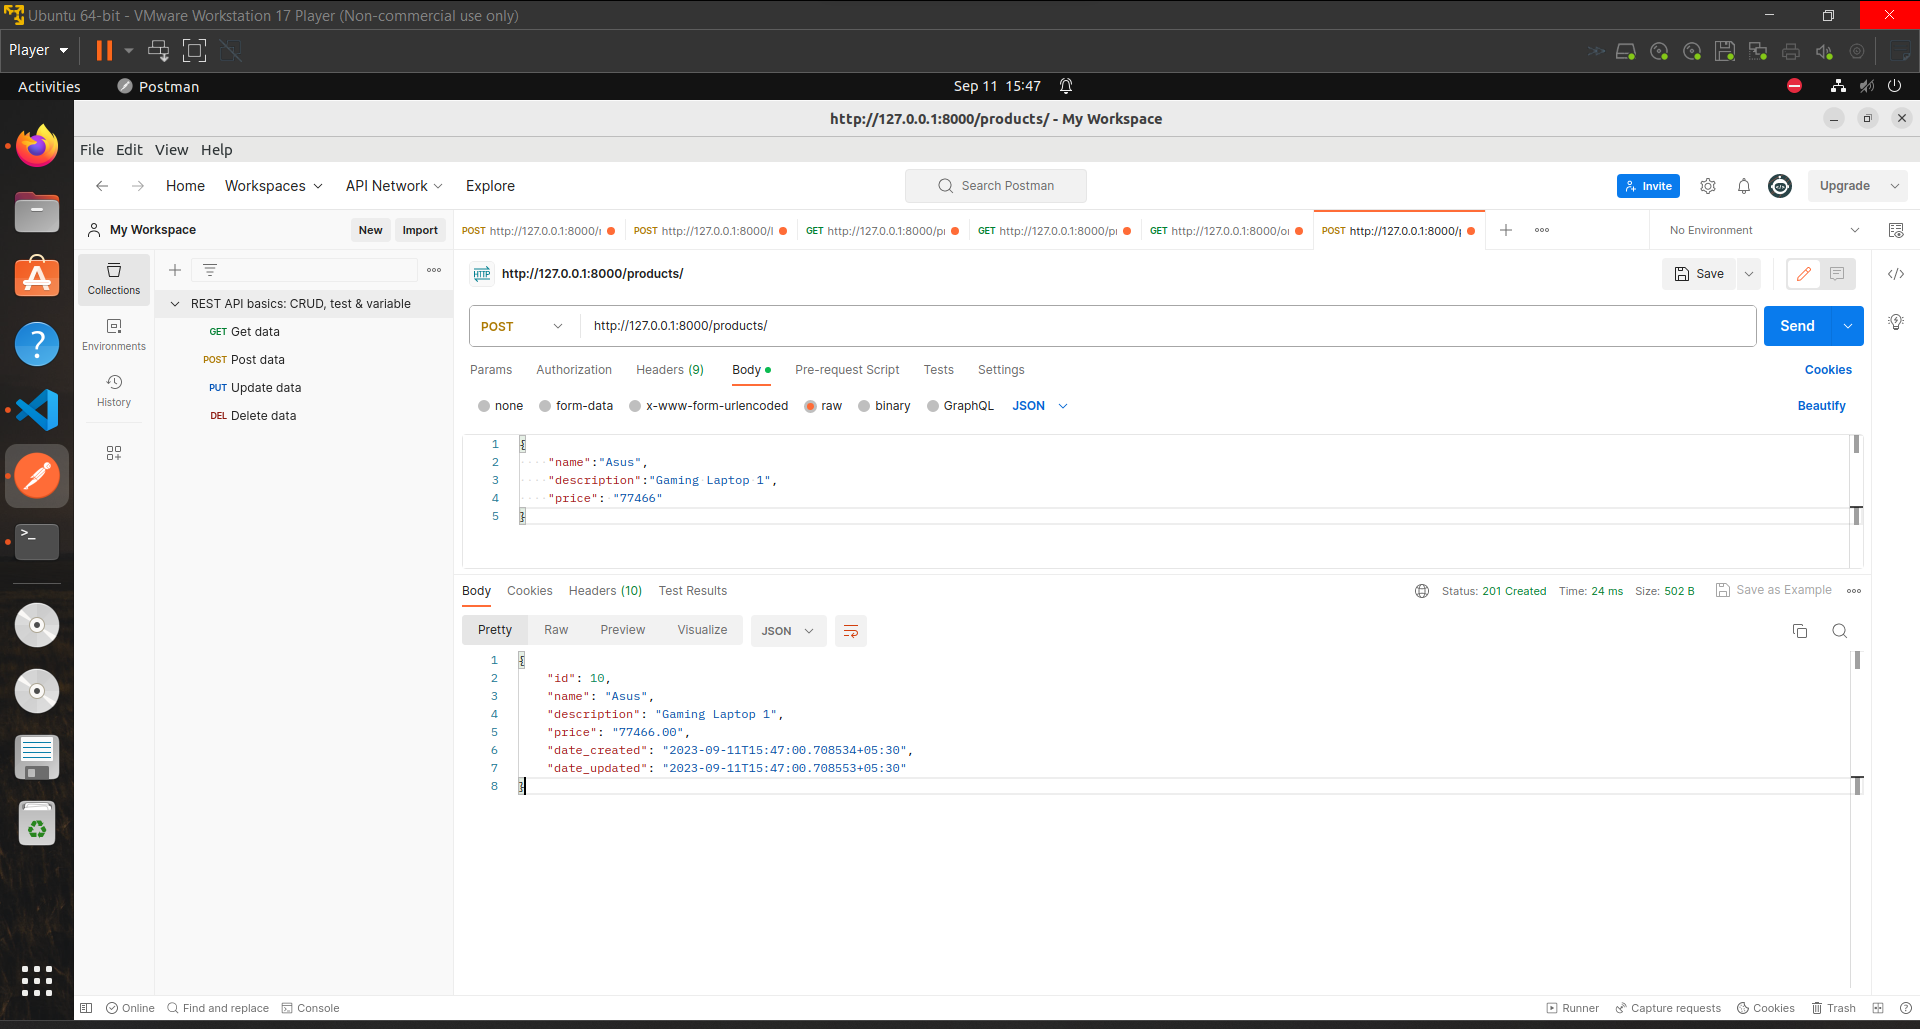 Ubuntu 64-bit - VMware Workstation 17 Player (Non-commercial use only)
Player
Activities
Postman
Sep 11 15:47
http://127.0.0.1:8000/products/ - My Workspace
File Edit View Help
Home Workspaces API Network Explore
Search Postman
Invite
Upgrade
My Workspace
New
Import
POST http://127.0.0.1:8000/
POST http://127.0.0.1:8000/l
GET http://127.0.0.1:8000/p
GET http://127.0.0.1:8000/p
GET http://127.0.0.1:8000/o
POST http://127.0.0.1:8000/p
No Environment
Collections
Environments
History
REST API basics: CRUD, test & variable
GET Get data
POST Post data
PUT Update data
DEL Delete data
HTTP http://127.0.0.1:8000/products/
Save
POST http://127.0.0.1:8000/products/
Send
Params Authorization Headers (9) Body Pre-request Script Tests Settings
Cookies
none form-data x-www-form-urlencoded raw binary GraphQL JSON
Beautify
1 {
2 "name":"Asus",
3 "description":"Gaming Laptop 1",
4 "price": "77466"
5 }
Body Cookies Headers (10) Test Results
Status: 201 Created Time: 24 ms Size: 502 B
Save as Example
Pretty Raw Preview Visualize JSON
1 {
2 "id": 10,
3 "name": "Asus",
4 "description": "Gaming Laptop 1",
5 "price": "77466.00",
6 "date_created": "2023-09-11T15:47:00.708534+05:30",
7 "date_updated": "2023-09-11T15:47:00.708553+05:30"
8 }
Online Find and replace Console
Runner Capture requests Cookies Trash